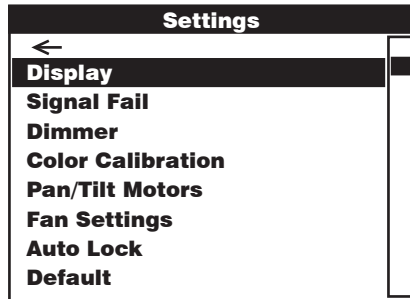 Settings
←
Display
Signal Fail
Dimmer
Color Calibration
Pan/Tilt Motors
Fan Settings
Auto Lock
Default